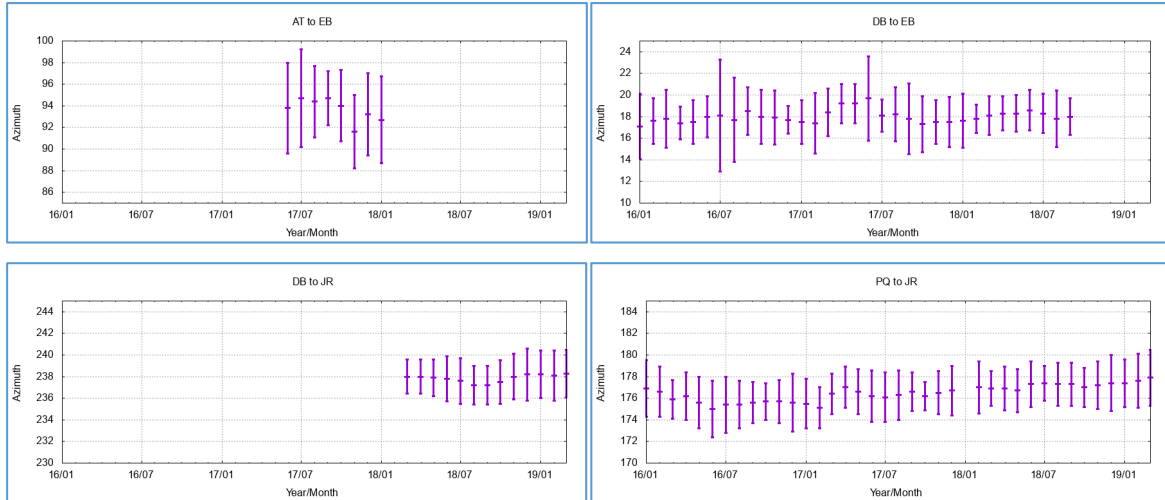 AT to EB
100
98
96
94
92
90
88
86
16/01 16/07 17/01 17/07 18/01 18/07 19/01
Azimuth
Year/Month
DB to EB
24
22
20
18
16
14
12
10
16/01 16/07 17/01 17/07 18/01 18/07 19/01
Azimuth
Year/Month
DB to JR
244
242
240
238
236
234
232
230
16/01 16/07 17/01 17/07 18/01 18/07 19/01
Azimuth
Year/Month
PQ to JR
184
182
180
178
176
174
172
170
16/01 16/07 17/01 17/07 18/01 18/07 19/01
Azimuth
Year/Month